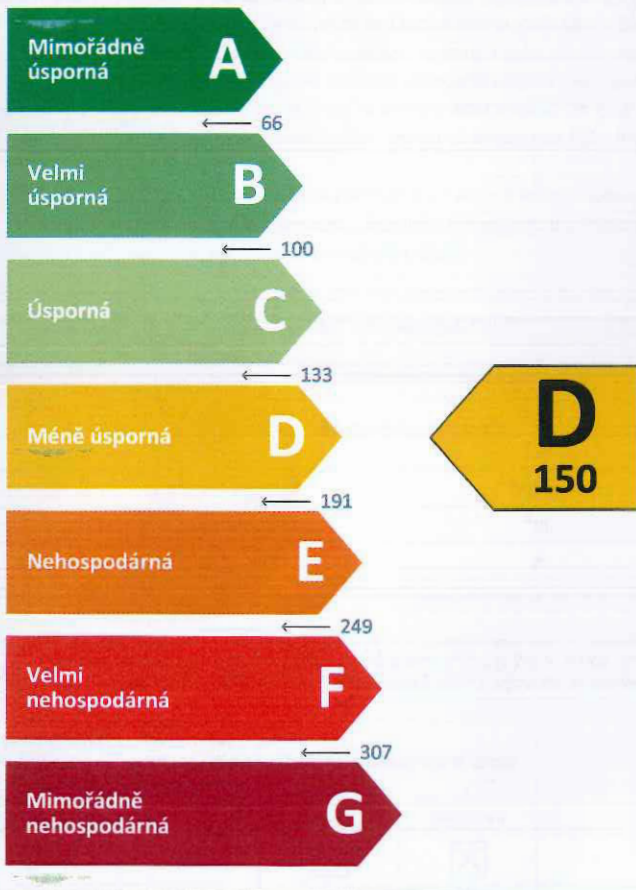 Mimořádně
úsporná
A
66
Velmi
úsporná
B
100
Úsporná
C
133
Méně úsporná
D
191
D
150
Nehospodárná
E
249
Velmi
nehospodárná
F
307
Mimořádně
nehospodárná
G